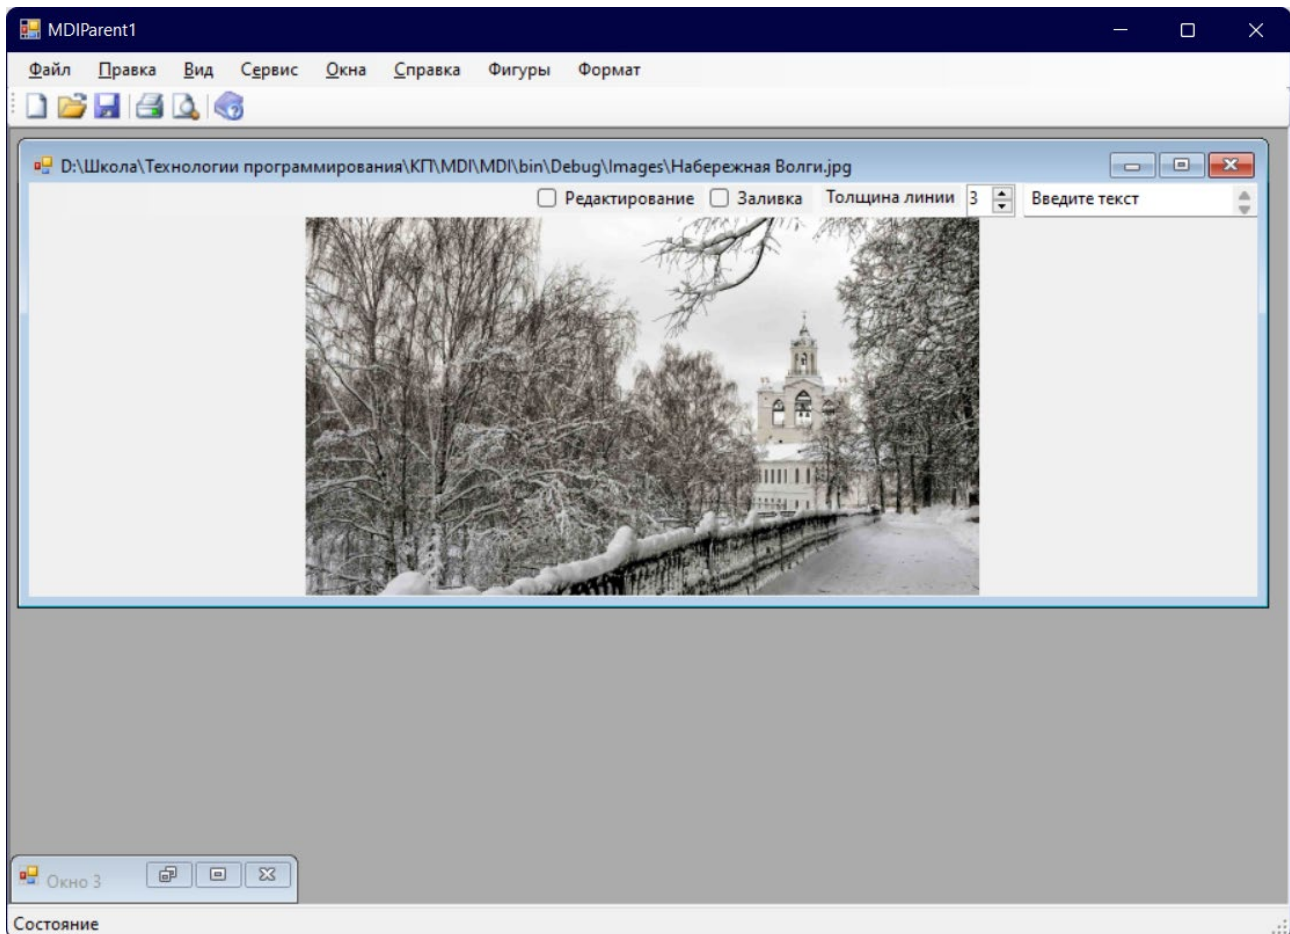 MDIParent1
Файл Правка Вид Сервис Окна Справка Фигуры Формат
D:\Школа\Технологии программирования\КП\MDI\MDI\bin\Debug\Images\Набережная Волги.jpg
Редактирование Заливка Толщина линии 3 Введите текст
Окно 3
Состояние